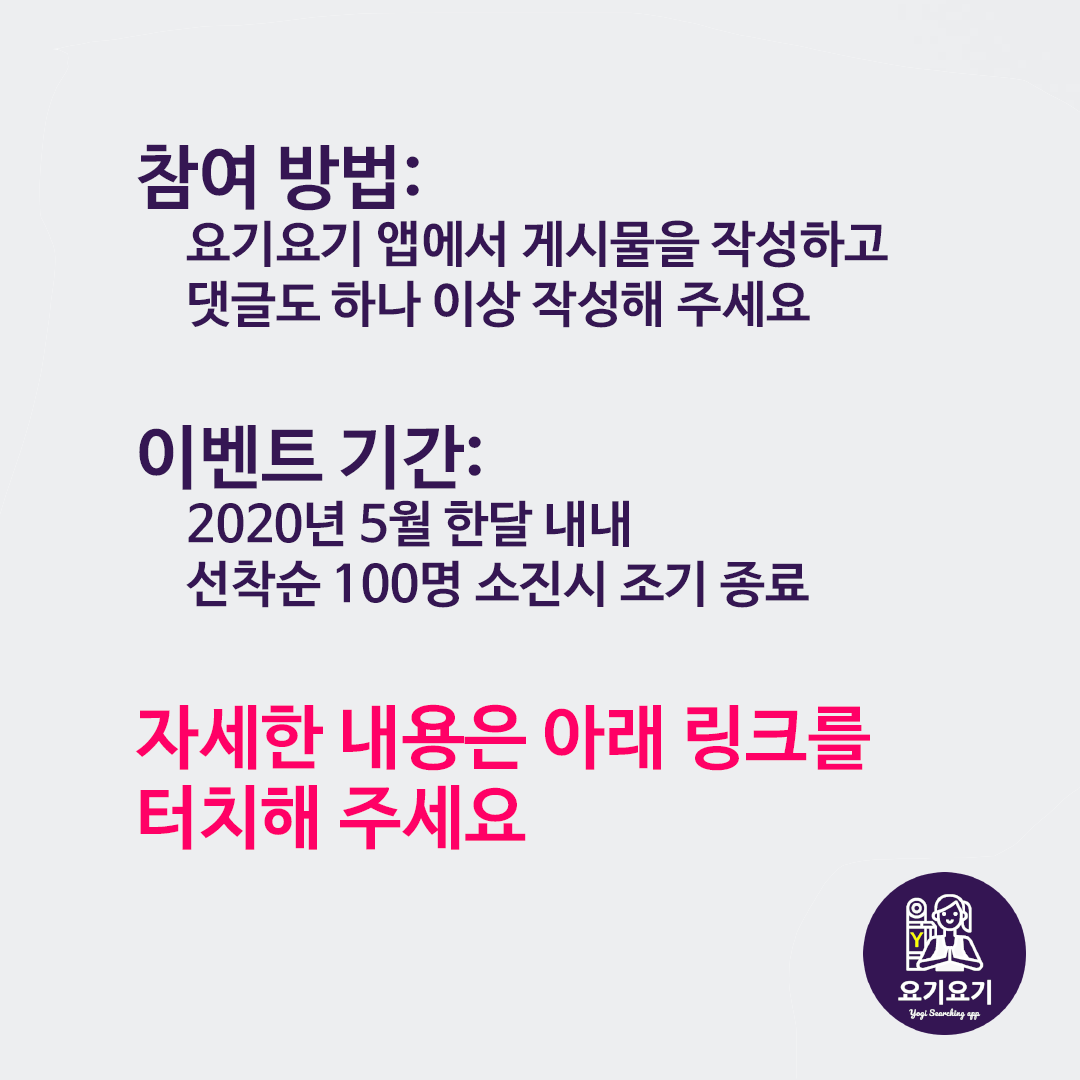 참여 방법:
요기요기 앱에서 게시물을 작성하고
댓글도 하나 이상 작성해 주세요
이벤트 기간:
2020년 5월 한달 내내
선착순 100명 소진시 조기 종료
자세한 내용은 아래 링크를
터치해 주세요
Y
요기요기
Yogi Searching app